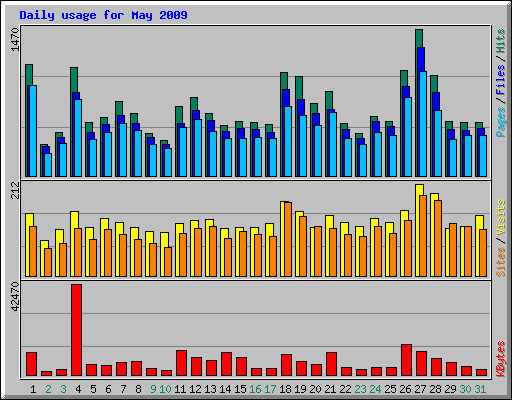 Daily usage for May 2009
1470
Pages / Files / Hits
212
Sites / Visits
42470
KBytes
1 2 3 4 5 6 7 8 9 10 11 12 13 14 15 16 17 18 19 20 21 22 23 24 25 26 27 28 29 30 31